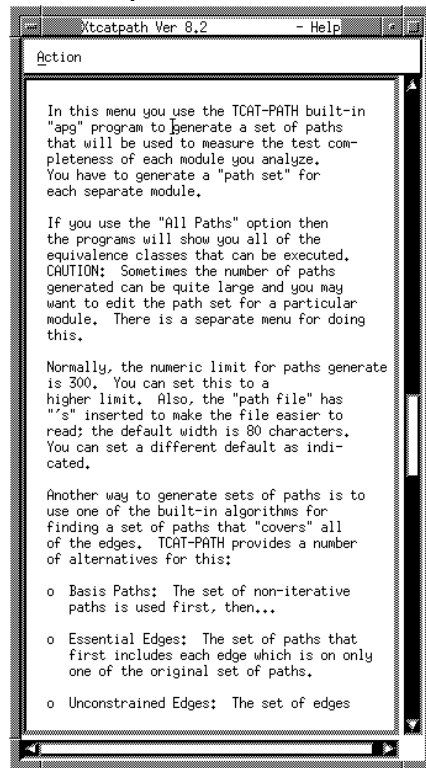 Xtcatpath Ver 8.2 - Help
Action
In this menu you use the TCAT-PATH built-in
"apg" program to generate a set of paths
that will be used to measure the test com-
pleteness of each module you analyze.
You have to generate a "path set" for
each separate module.
If you use the "All Paths" option then
the programs will show you all of the
equivalence classes that can be executed.
CAUTION: Sometimes the number of paths
generated can be quite large and you may
want to edit the path set for a particular
module. There is a separate menu for doing
this.
Normally, the numeric limit for paths generate
is 300. You can set this to a
higher limit. Also, the "path file" has
"'s" inserted to make the file easier to
read; the default width is 80 characters.
You can set a different default as indi-
cated.
Another way to generate sets of paths is to
use one of the built-in algorithms for
finding a set of paths that "covers" all
of the edges. TCAT-PATH provides a number
of alternatives for this:
o Basis Paths: The set of non-iterative
paths is used first, then...
o Essential Edges: The set of paths that
first includes each edge which is on only
one of the original set of paths.
o Unconstrained Edges: The set of edges